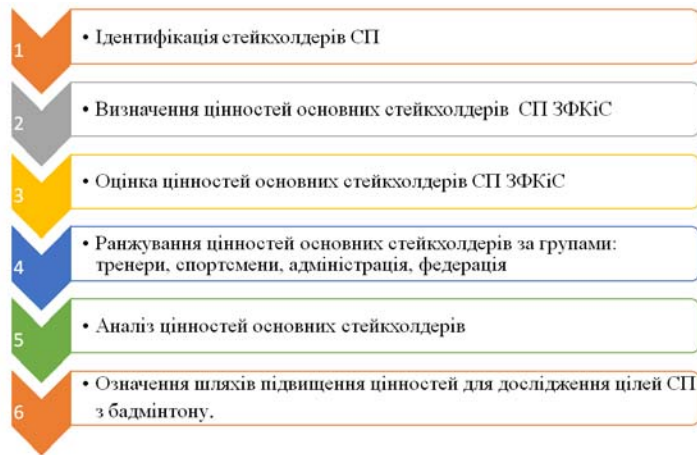 1
• Ідентифікація стейкхолдерів СП
2
• Визначення цінностей основних стейкхолдерів СП ЗФКіС
3
• Оцінка цінностей основних стейкхолдерів СП ЗФКіС
4
• Ранжування цінностей основних стейкхолдерів за групами:
тренери, спортсмени, адміністрація, федерація
5
• Аналіз цінностей основних стейкхолдерів
6
• Означення шляхів підвищення цінностей для дослідження цілей СП
з бадмінтону.